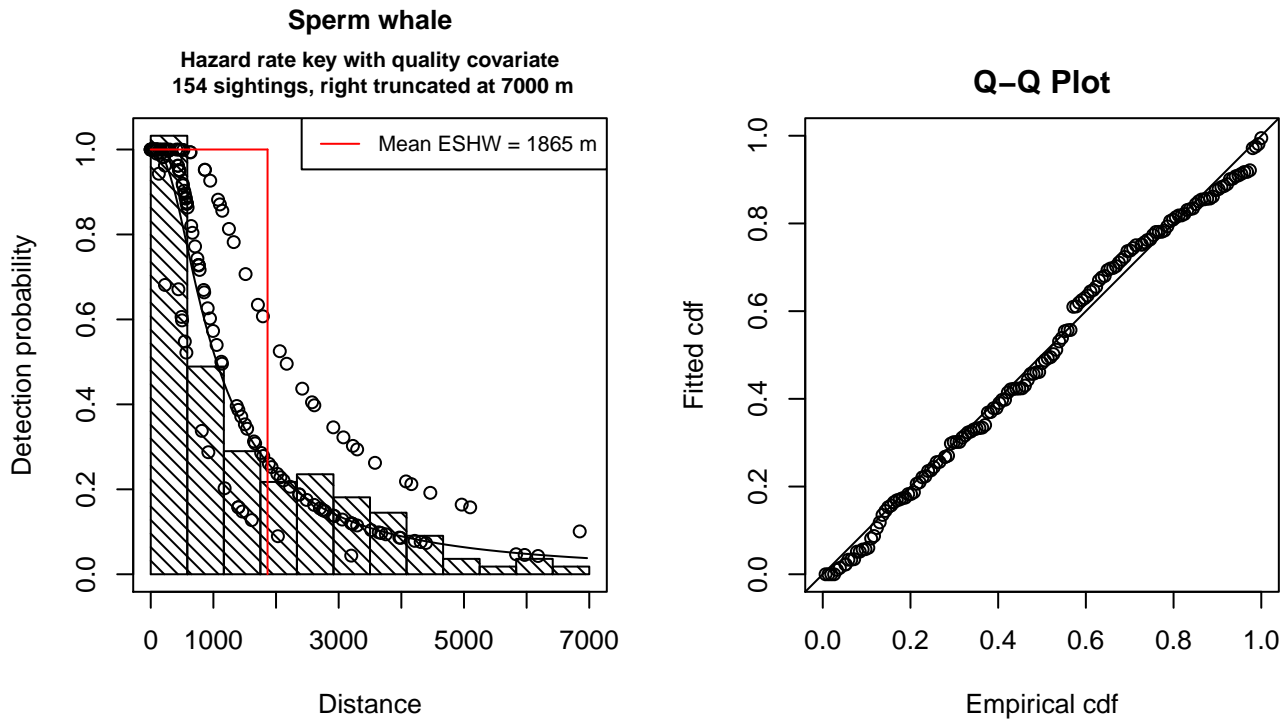 Sperm whale
Hazard rate key with quality covariate
154 sightings, right truncated at 7000 m
Mean ESHW = 1865 m
Detection probability
0.0 0.2 0.4 0.6 0.8 1.0
0 1000 3000 5000 7000
Distance
Q−Q Plot
Fitted cdf
0.0 0.2 0.4 0.6 0.8 1.0
0.0 0.2 0.4 0.6 0.8 1.0
Empirical cdf